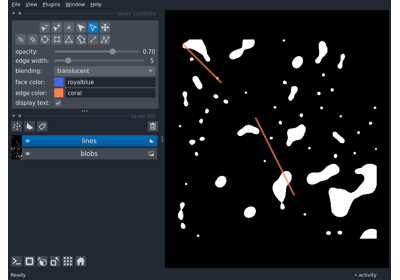 File View Plugins Window Help
layer controls
opacity: 0.70
edge width: 5
blending: translucent
face color: royalblue
edge color: coral
display text:
layer list
lines
blobs
Ready
activity